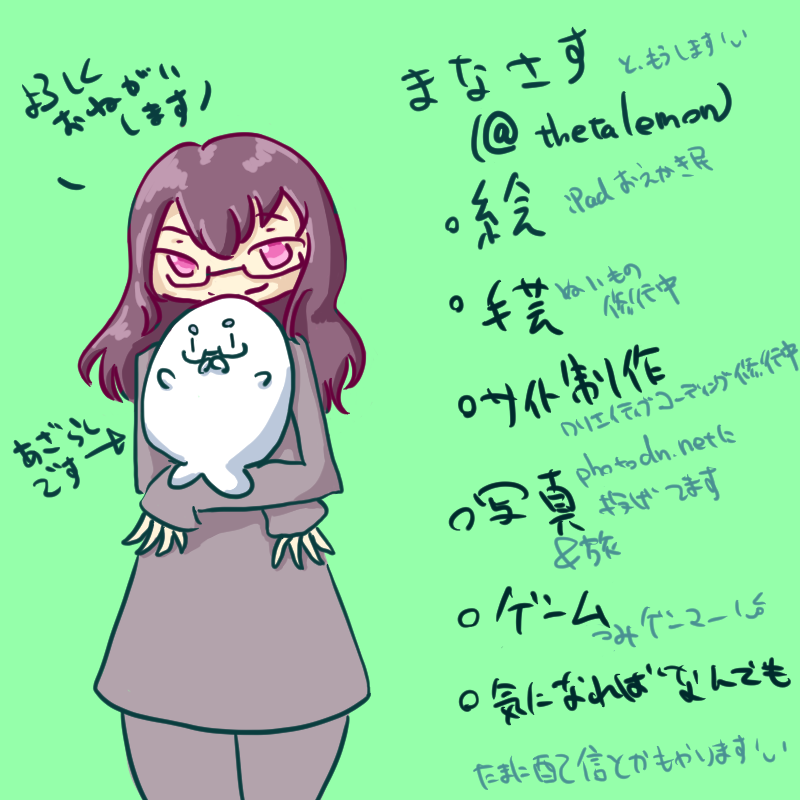 よろしく
おねがい
します
あざらし
です
まなさす と、もうします
(@thetalemon)
絵 iPadおえかき民
手芸 ぬいもの
修行中
サイト制作
クリエイティブコーディング修行中
写真 photodn.netに
投げてます
&旅
ゲーム つみゲーマー
気になればなんでも
たまに配信とかもやります